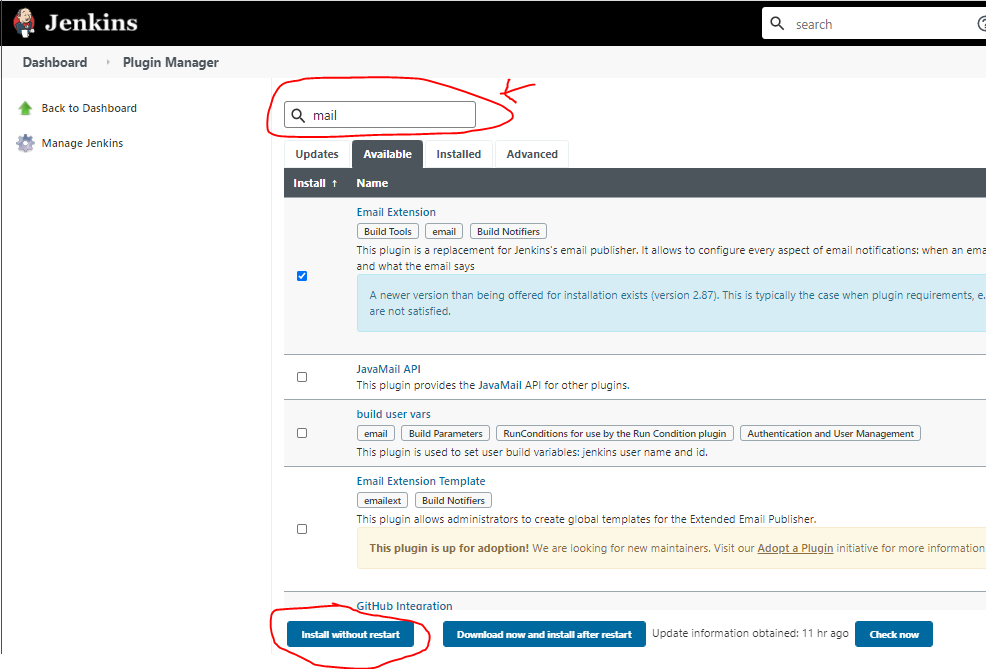 Jenkins
search
Dashboard
Plugin Manager
Back to Dashboard
Manage Jenkins
mail
Updates
Available
Installed
Advanced
Install ↑
Name
Email Extension
Build Tools
email
Build Notifiers
This plugin is a replacement for Jenkins's email publisher. It allows to configure every aspect of email notifications: when an ema
and what the email says
A newer version than being offered for installation exists (version 2.87). This is typically the case when plugin requirements, e.
are not satisfied.
JavaMail API
This plugin provides the JavaMail API for other plugins.
build user vars
email
Build Parameters
RunConditions for use by the Run Condition plugin
Authentication and User Management
This plugin is used to set user build variables: jenkins user name and id.
Email Extension Template
emailext
Build Notifiers
This plugin allows administrators to create global templates for the Extended Email Publisher.
This plugin is up for adoption! We are looking for new maintainers. Visit our Adopt a Plugin initiative for more information
GitHub Integration
Install without restart
Download now and install after restart
Update information obtained: 11 hr ago
Check now